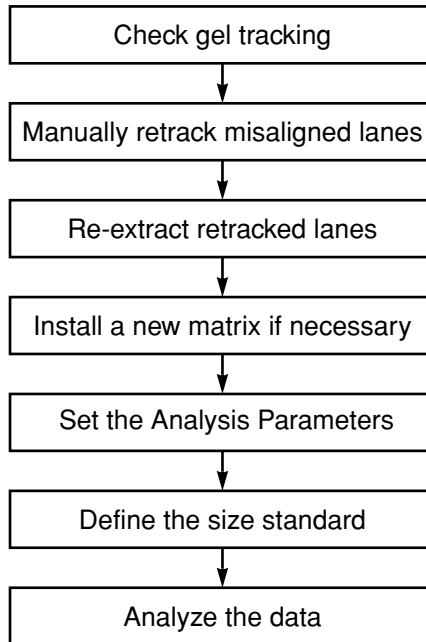 Check gel tracking
Manually retrack misaligned lanes
Re-extract retracked lanes
Install a new matrix if necessary
Set the Analysis Parameters
Define the size standard
Analyze the data